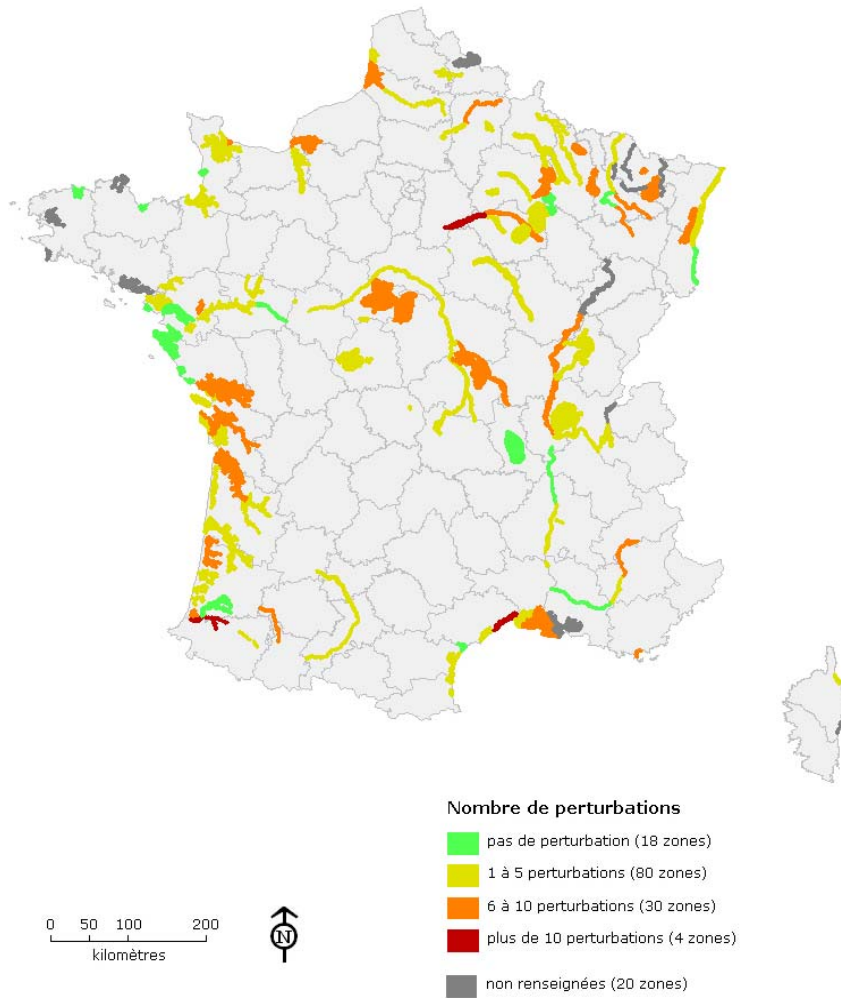 Nombre de perturbations
pas de perturbation (18 zones)
1 à 5 perturbations (80 zones)
6 à 10 perturbations (30 zones)
plus de 10 perturbations (4 zones)
non renseignées (20 zones)
0 50 100 200
kilomètres
N